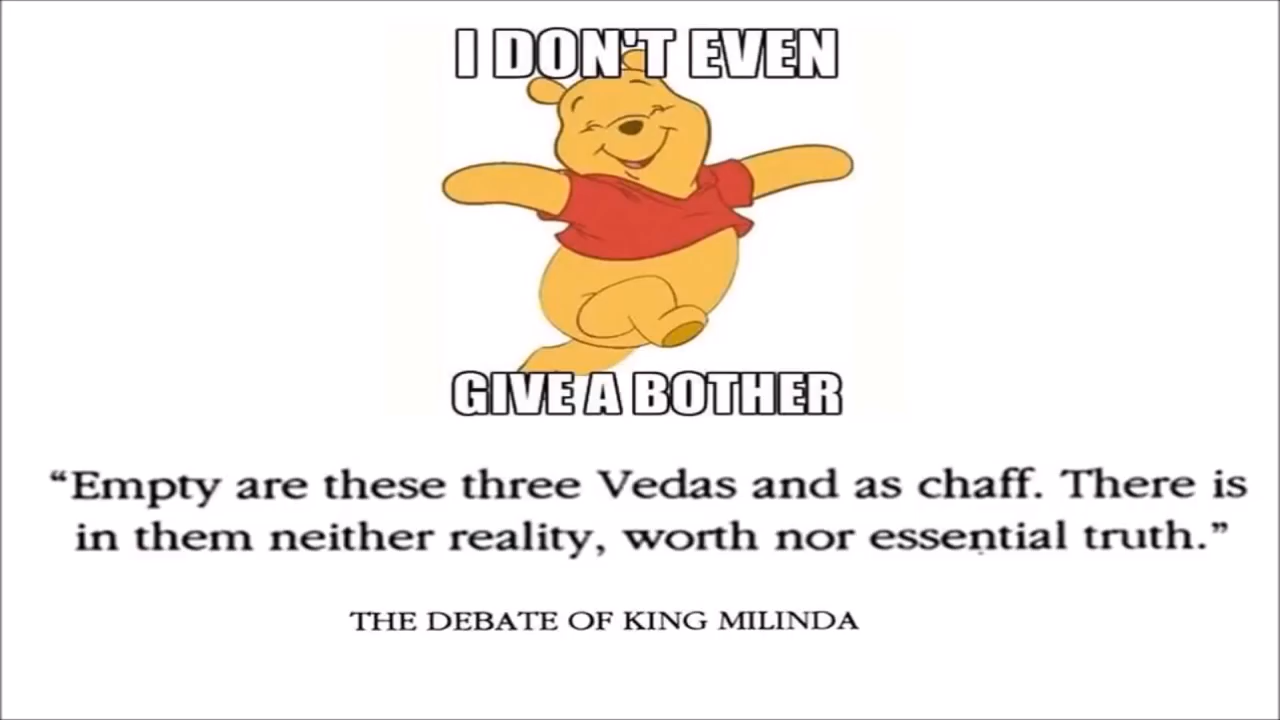 I DON'T EVEN
GIVE A BOTHER
“Empty are these three Vedas and as chaff. There is
in them neither reality, worth nor essential truth.”
THE DEBATE OF KING MILINDA